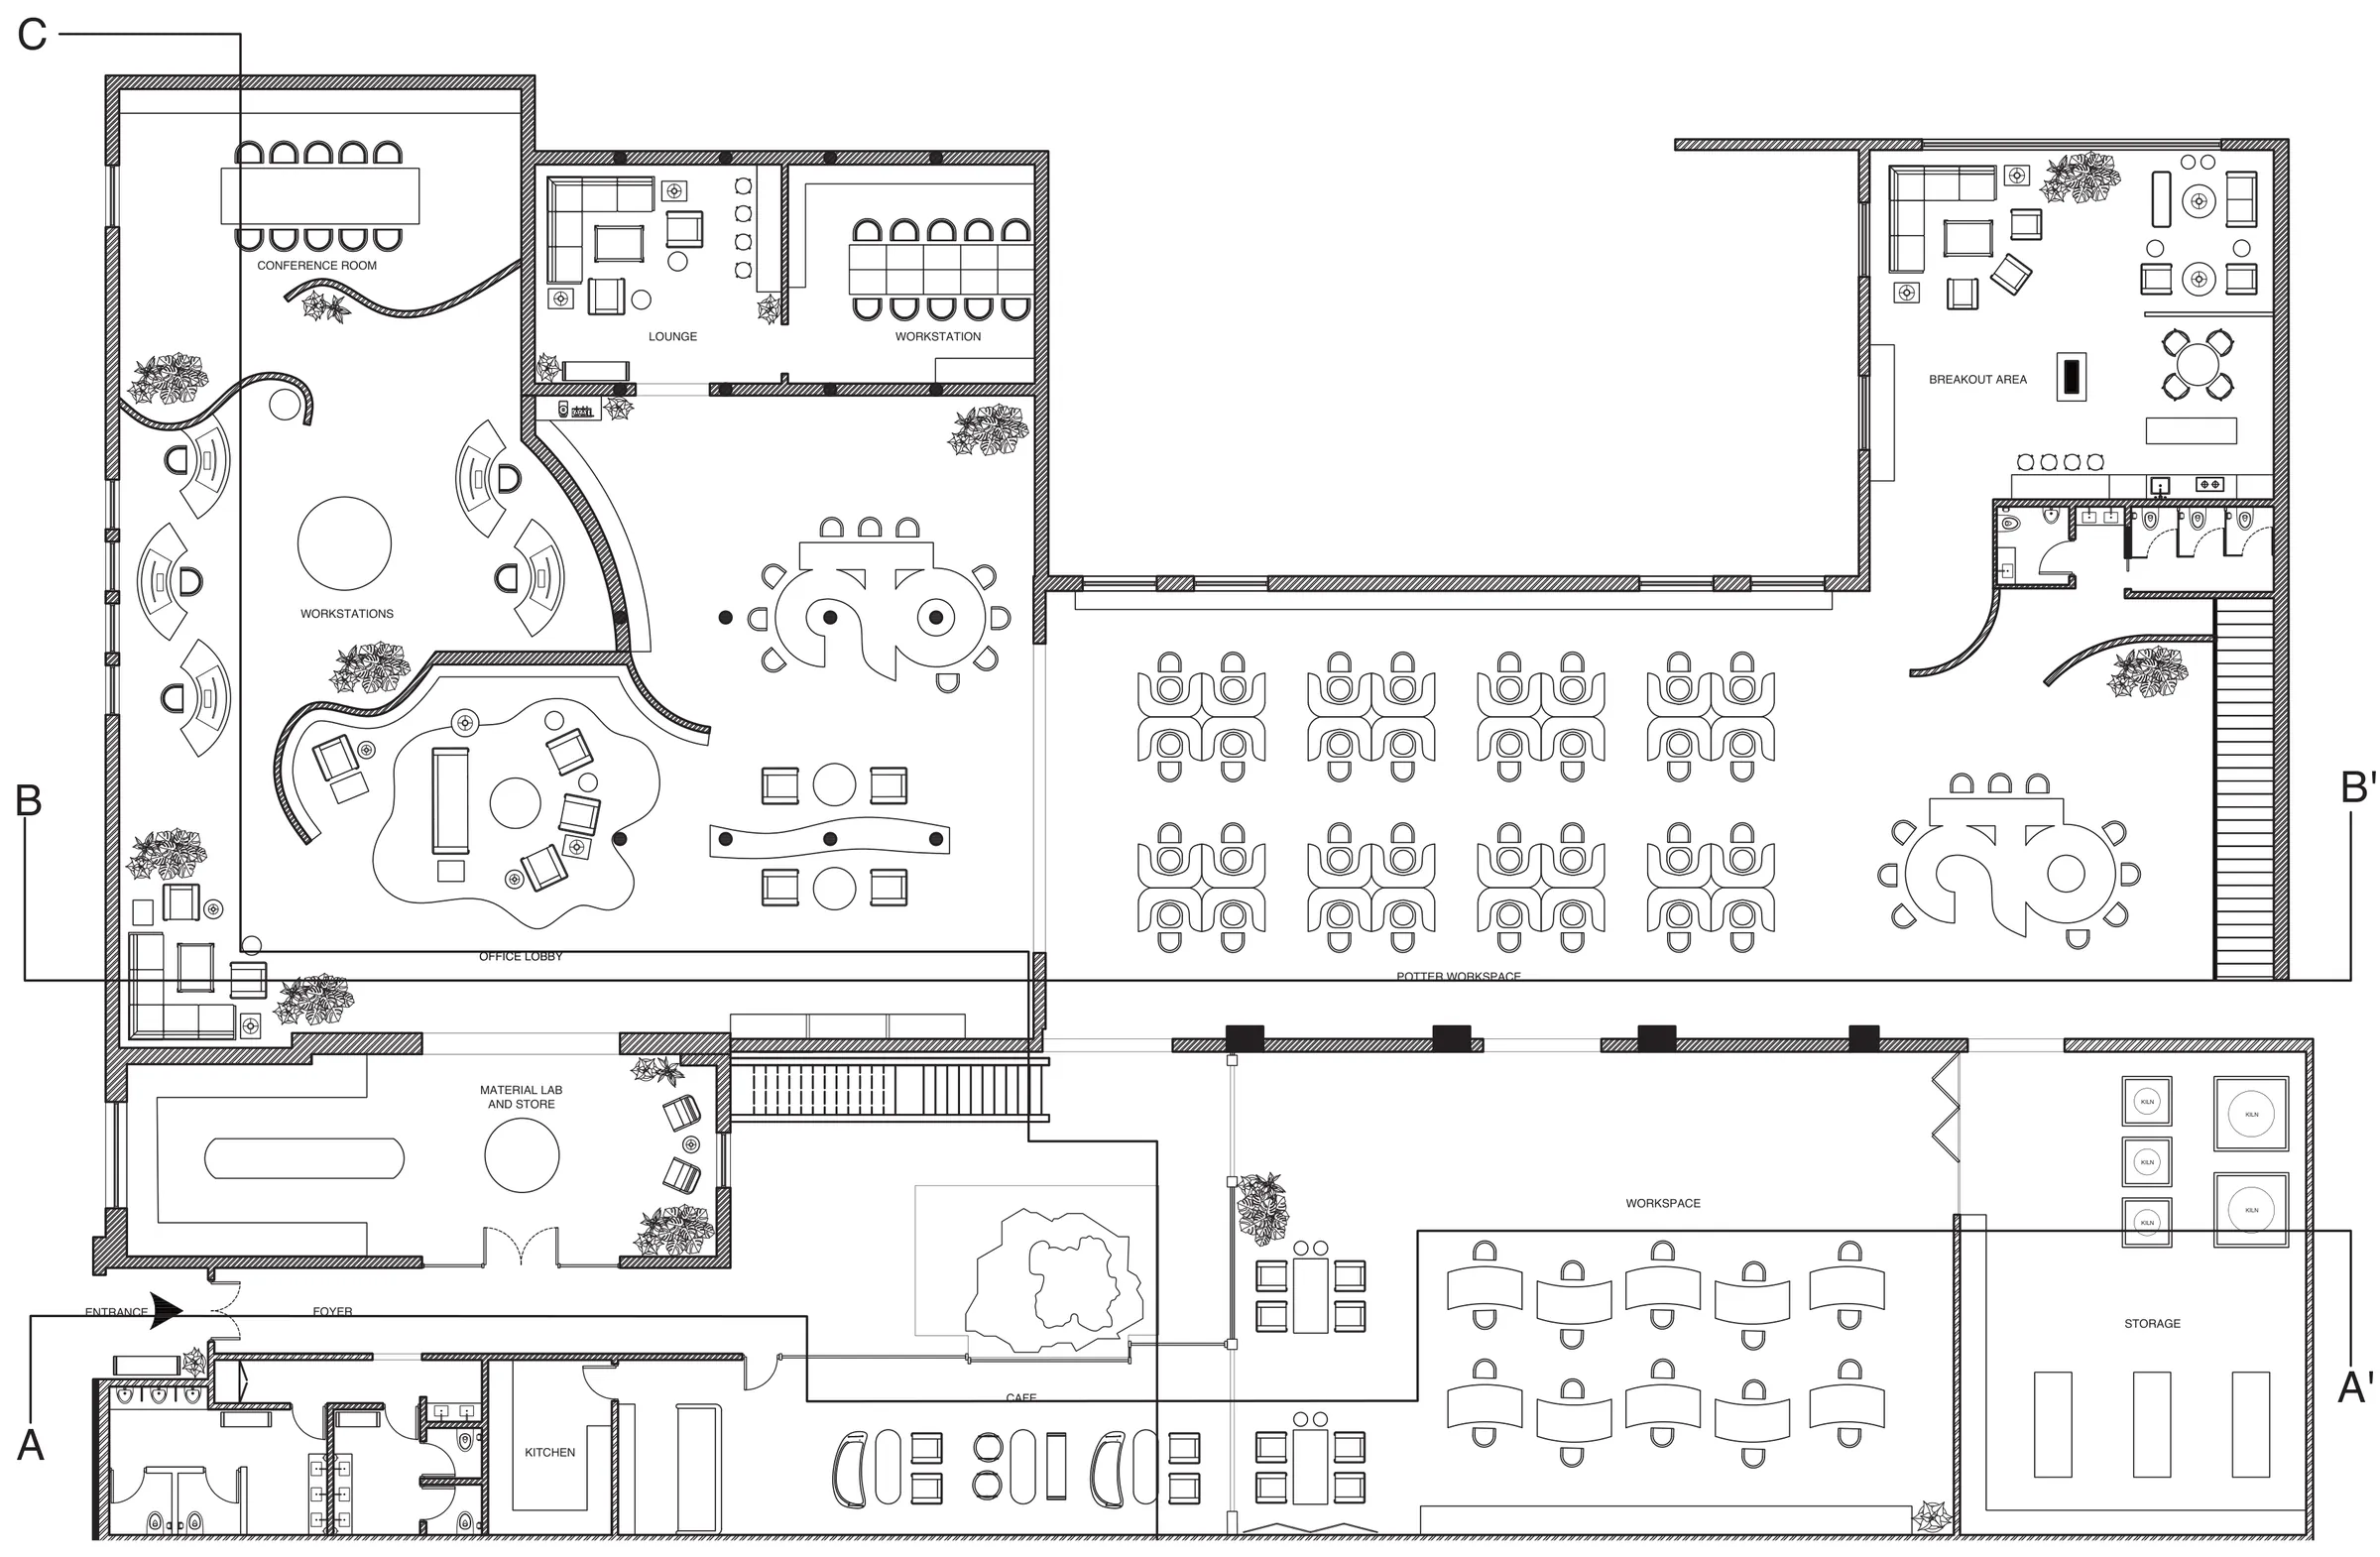 C
CONFERENCE ROOM
LOUNGE
WORKSTATION
BREAKOUT AREA
WORKSTATIONS
B
B'
OFFICE LOBBY
POTTER WORKSPACE
MATERIAL LAB
AND STORE
KILN
KILN
KILN
KILN
KILN
WORKSPACE
ENTRANCE
FOYER
STORAGE
CAFE
A
A'
KITCHEN